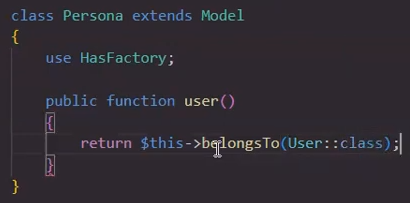 class Persona extends Model
{
    use HasFactory;
    public function user()
    {
        return $this->belongsTo(User::class);
    }
}